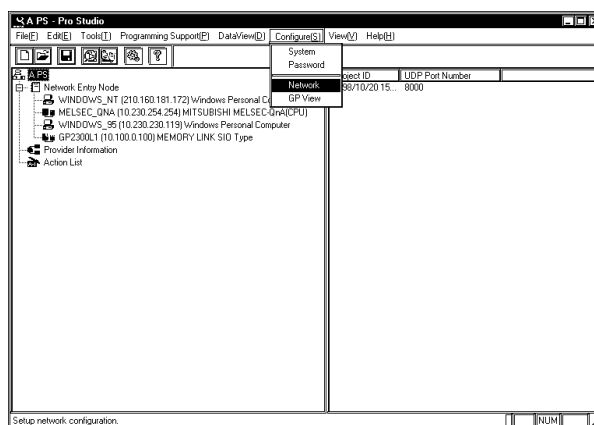 A PS - Pro Studio
File(F) Edit(E) Tools(T) Programming Support(P) DataView(D) Configure(S) View(V) Help(H)
System
Password
Network
GP View
A PS
Network Entry Node
WINDOWS_NT (210.160.181.172) Windows Personal Co
MELSEC_QNA (10.230.254.254) MITSUBISHI MELSEC-QnA(CPU)
WINDOWS_95 (10.230.230.119) Windows Personal Computer
GP2300L1 (10.100.0.100) MEMORY LINK SIO Type
Provider Information
Action List
oject ID UDP Port Number
98/10/20 15... 8000
Setup network configuration.
NUM